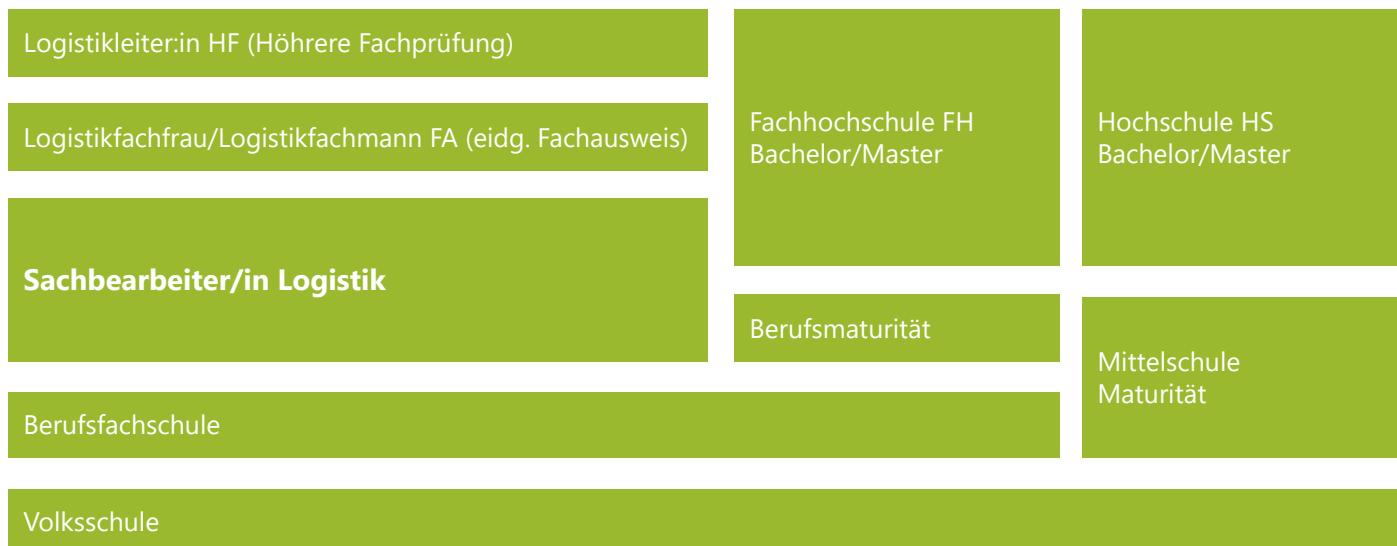 Logistikleiter:in HF (Höhrere Fachprüfung)
Logistikfachfrau/Logistikfachmann FA (eidg. Fachausweis)
Sachbearbeiter/in Logistik
Fachhochschule FH
Bachelor/Master
Hochschule HS
Bachelor/Master
Berufsmaturität
Mittelschule
Maturität
Berufsfachschule
Volksschule